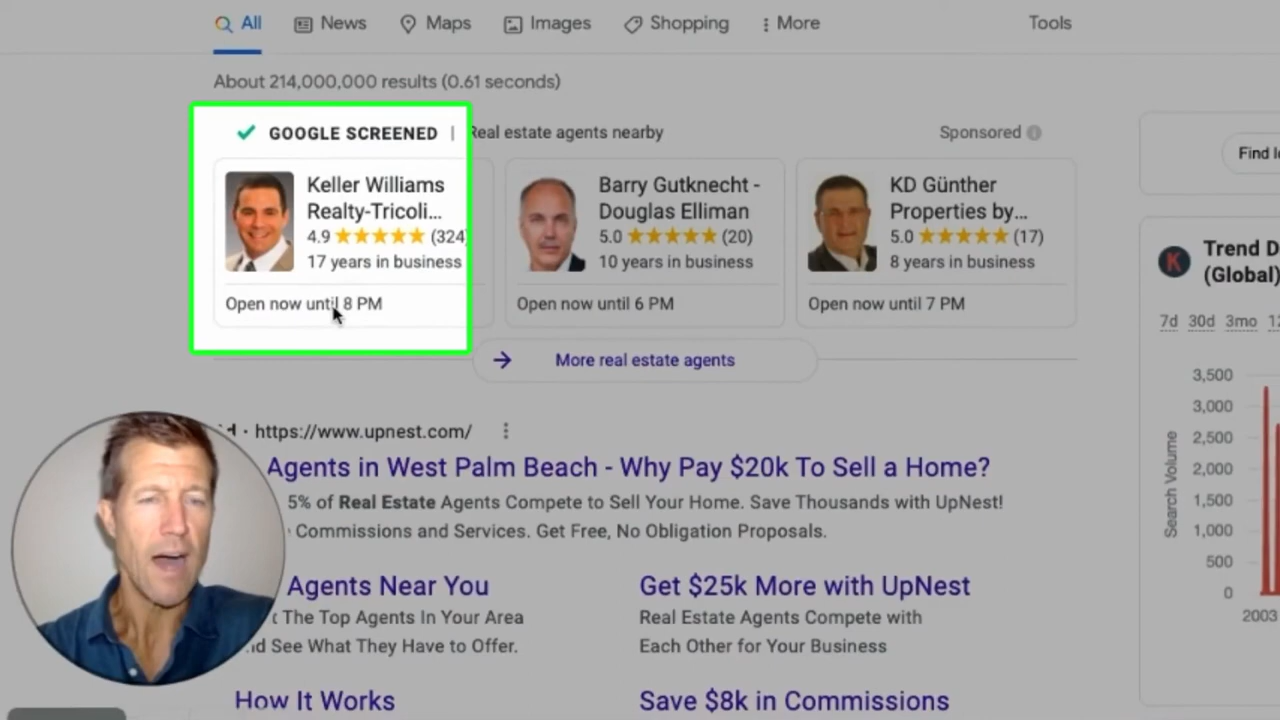 All
News
Maps
Images
Shopping
More
Tools
About 214,000,000 results (0.61 seconds)
GOOGLE SCREENED |
Real estate agents nearby
Sponsored
Find
Keller Williams
Realty-Tricoli...
4.9
(324)
17 years in business
Open now until 8 PM
Barry Gutknecht -
Douglas Elliman
5.0
(20)
10 years in business
Open now until 6 PM
KD Günther
Properties by...
5.0
(17)
8 years in business
Open now until 7 PM
More real estate agents
· https://www.upnest.com/
Agents in West Palm Beach - Why Pay $20k To Sell a Home?
5% of Real Estate Agents Compete to Sell Your Home. Save Thousands with UpNest!
Commissions and Services. Get Free, No Obligation Proposals.
Agents Near You
The Top Agents In Your Area
See What They Have to Offer.
Get $25k More with UpNest
Real Estate Agents Compete with
Each Other for Your Business
How It Works
Save $8k in Commissions
K
Trend
(Global)
7d 30d 3mo
3,500
3,000
2,500
2,000
1,500
1,000
500
0
Search Volume
2003